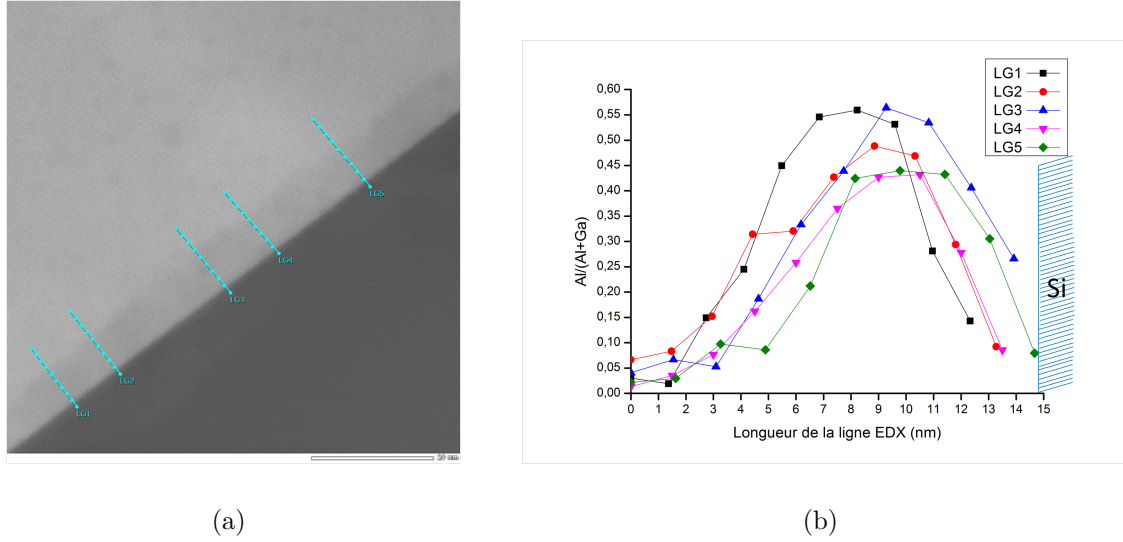 LG1
LG2
LG3
LG4
LG5
20 nm
LG1
LG2
LG3
LG4
LG5
Al/(Al+Ga)
0,60
0,55
0,50
0,45
0,40
0,35
0,30
0,25
0,20
0,15
0,10
0,05
0,00
0 1 2 3 4 5 6 7 8 9 10 11 12 13 14 15
Longueur de la ligne EDX (nm)
Si
(a)
(b)